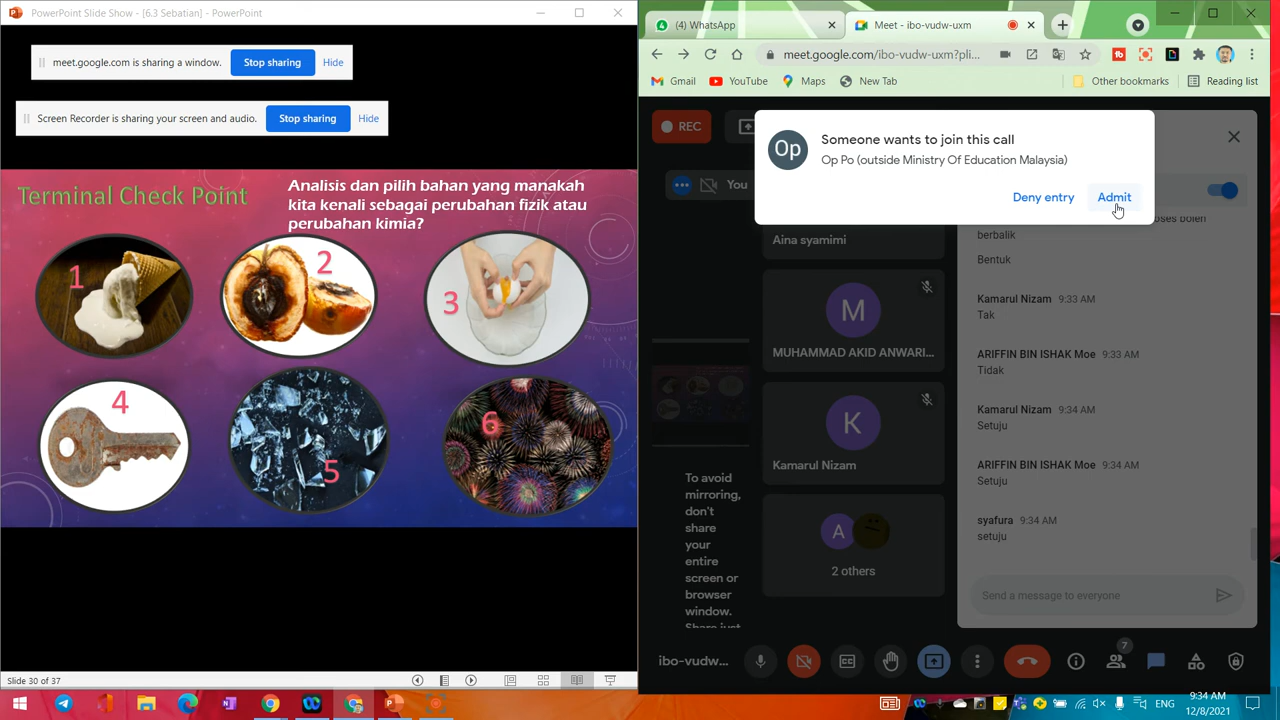 PowerPoint Slide Show - [6.3 Sebatian] - PowerPoint
meet.google.com is sharing a window.
Stop sharing
Hide
Screen Recorder is sharing your screen and audio.
Stop sharing
Hide
Terminal Check Point
Analisis dan pilih bahan yang manakah
kita kenali sebagai perubahan fizik atau
perubahan kimia?
1
2
3
4
5
6
Slide 30 of 37
(4) WhatsApp
Meet - ibo-vudw-uxm
meet.google.com/ibo-vudw-uxm?pli...
Gmail
YouTube
Maps
New Tab
Other bookmarks
Reading list
REC
Someone wants to join this call
Op
Op Po (outside Ministry Of Education Malaysia)
Deny entry
Admit
You
Aina syamimi
M
MUHAMMAD AKID ANWARI...
K
Kamarul Nizam
A
2 others
To avoid
mirroring,
don't
share
your
entire
screen or
browser
window.
Share just
oses boleh
berbalik
Bentuk
Kamarul Nizam 9:33 AM
Tak
ARIFFIN BIN ISHAK Moe 9:33 AM
Tidak
Kamarul Nizam 9:34 AM
Setuju
ARIFFIN BIN ISHAK Moe 9:34 AM
Setuju
syafura 9:34 AM
setuju
Send a message to everyone
ibo-vudw...
7
9:34 AM
12/8/2021